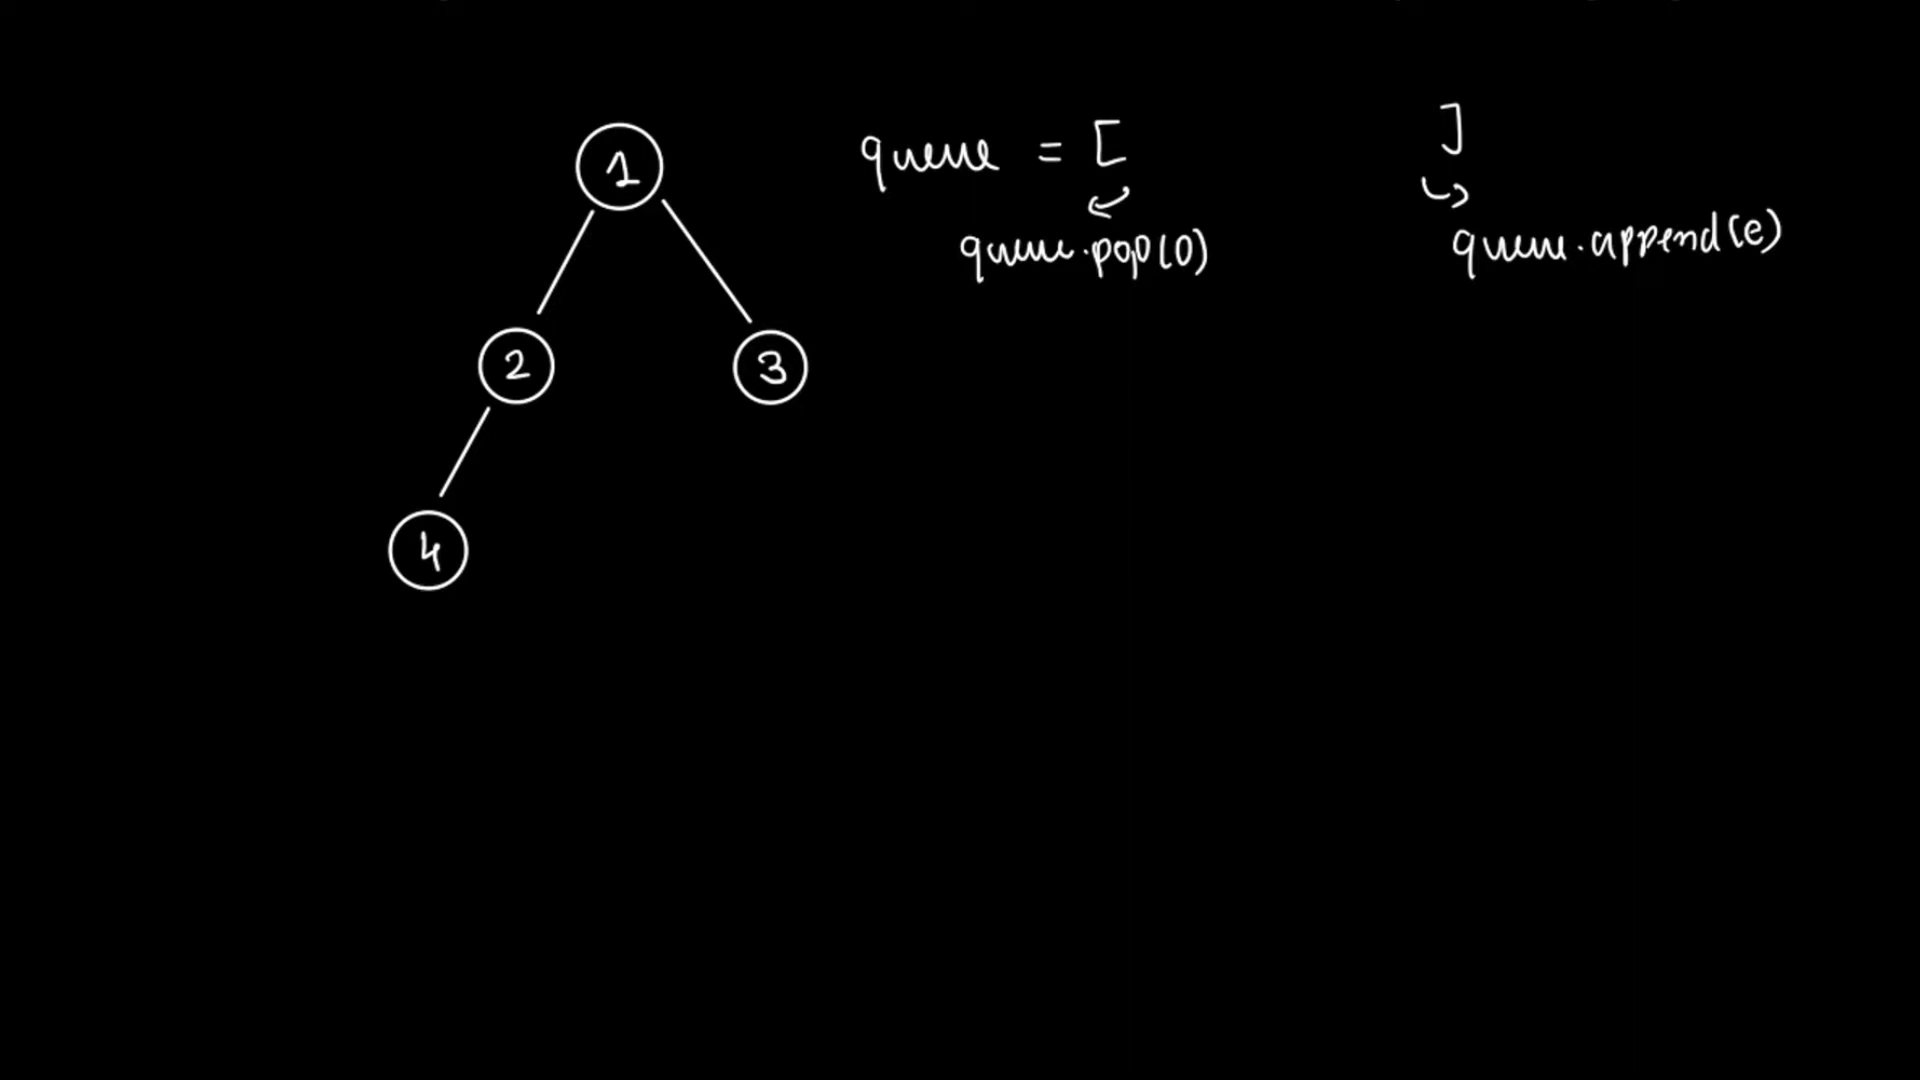 1
queue = [ ]
queue.pop(0)
queue.append(e)
2
3
4